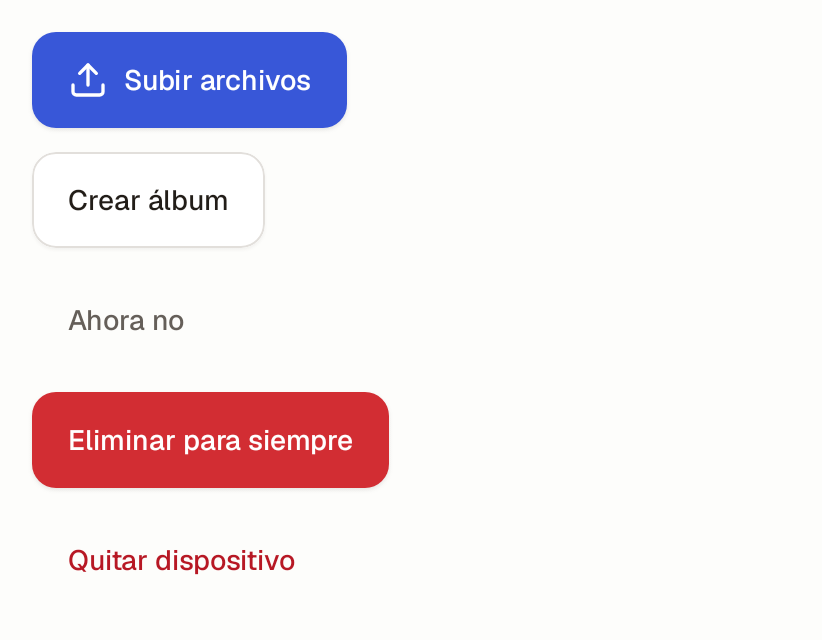 Subir archivos
Crear álbum
Ahora no
Eliminar para siempre
Quitar dispositivo